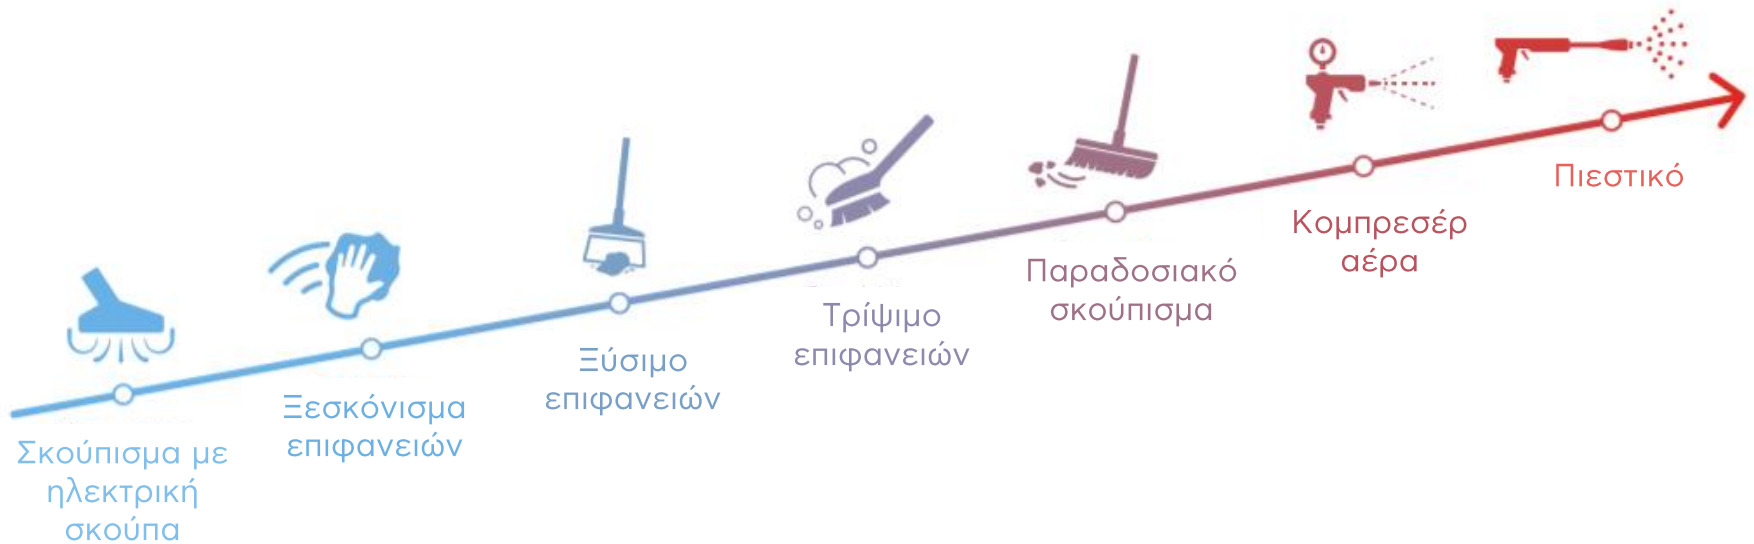 Σκούπισμα με
ηλεκτρική
σκούπα
Ξεσκόνισμα
επιφανειών
Ξύσιμο
επιφανειών
Τρίψιμο
επιφανειών
Παραδοσιακό
σκούπισμα
Κομπρεσέρ
αέρα
Πιεστικό